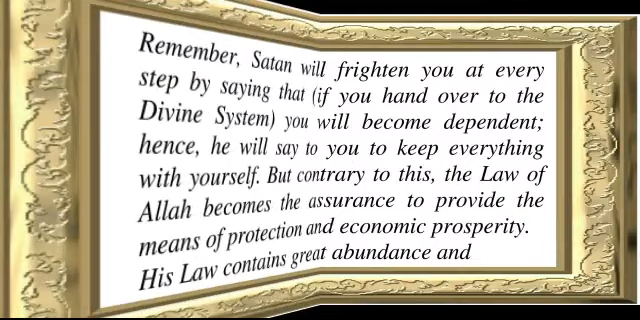 Remember, Satan will frighten you at every
step by saying that (if you hand over to the
Divine System) you will become dependent;
hence, he will say to you to keep everything
with yourself. But contrary to this, the Law of
Allah becomes the assurance to provide the
means of protection and economic prosperity.
His Law contains great abundance and